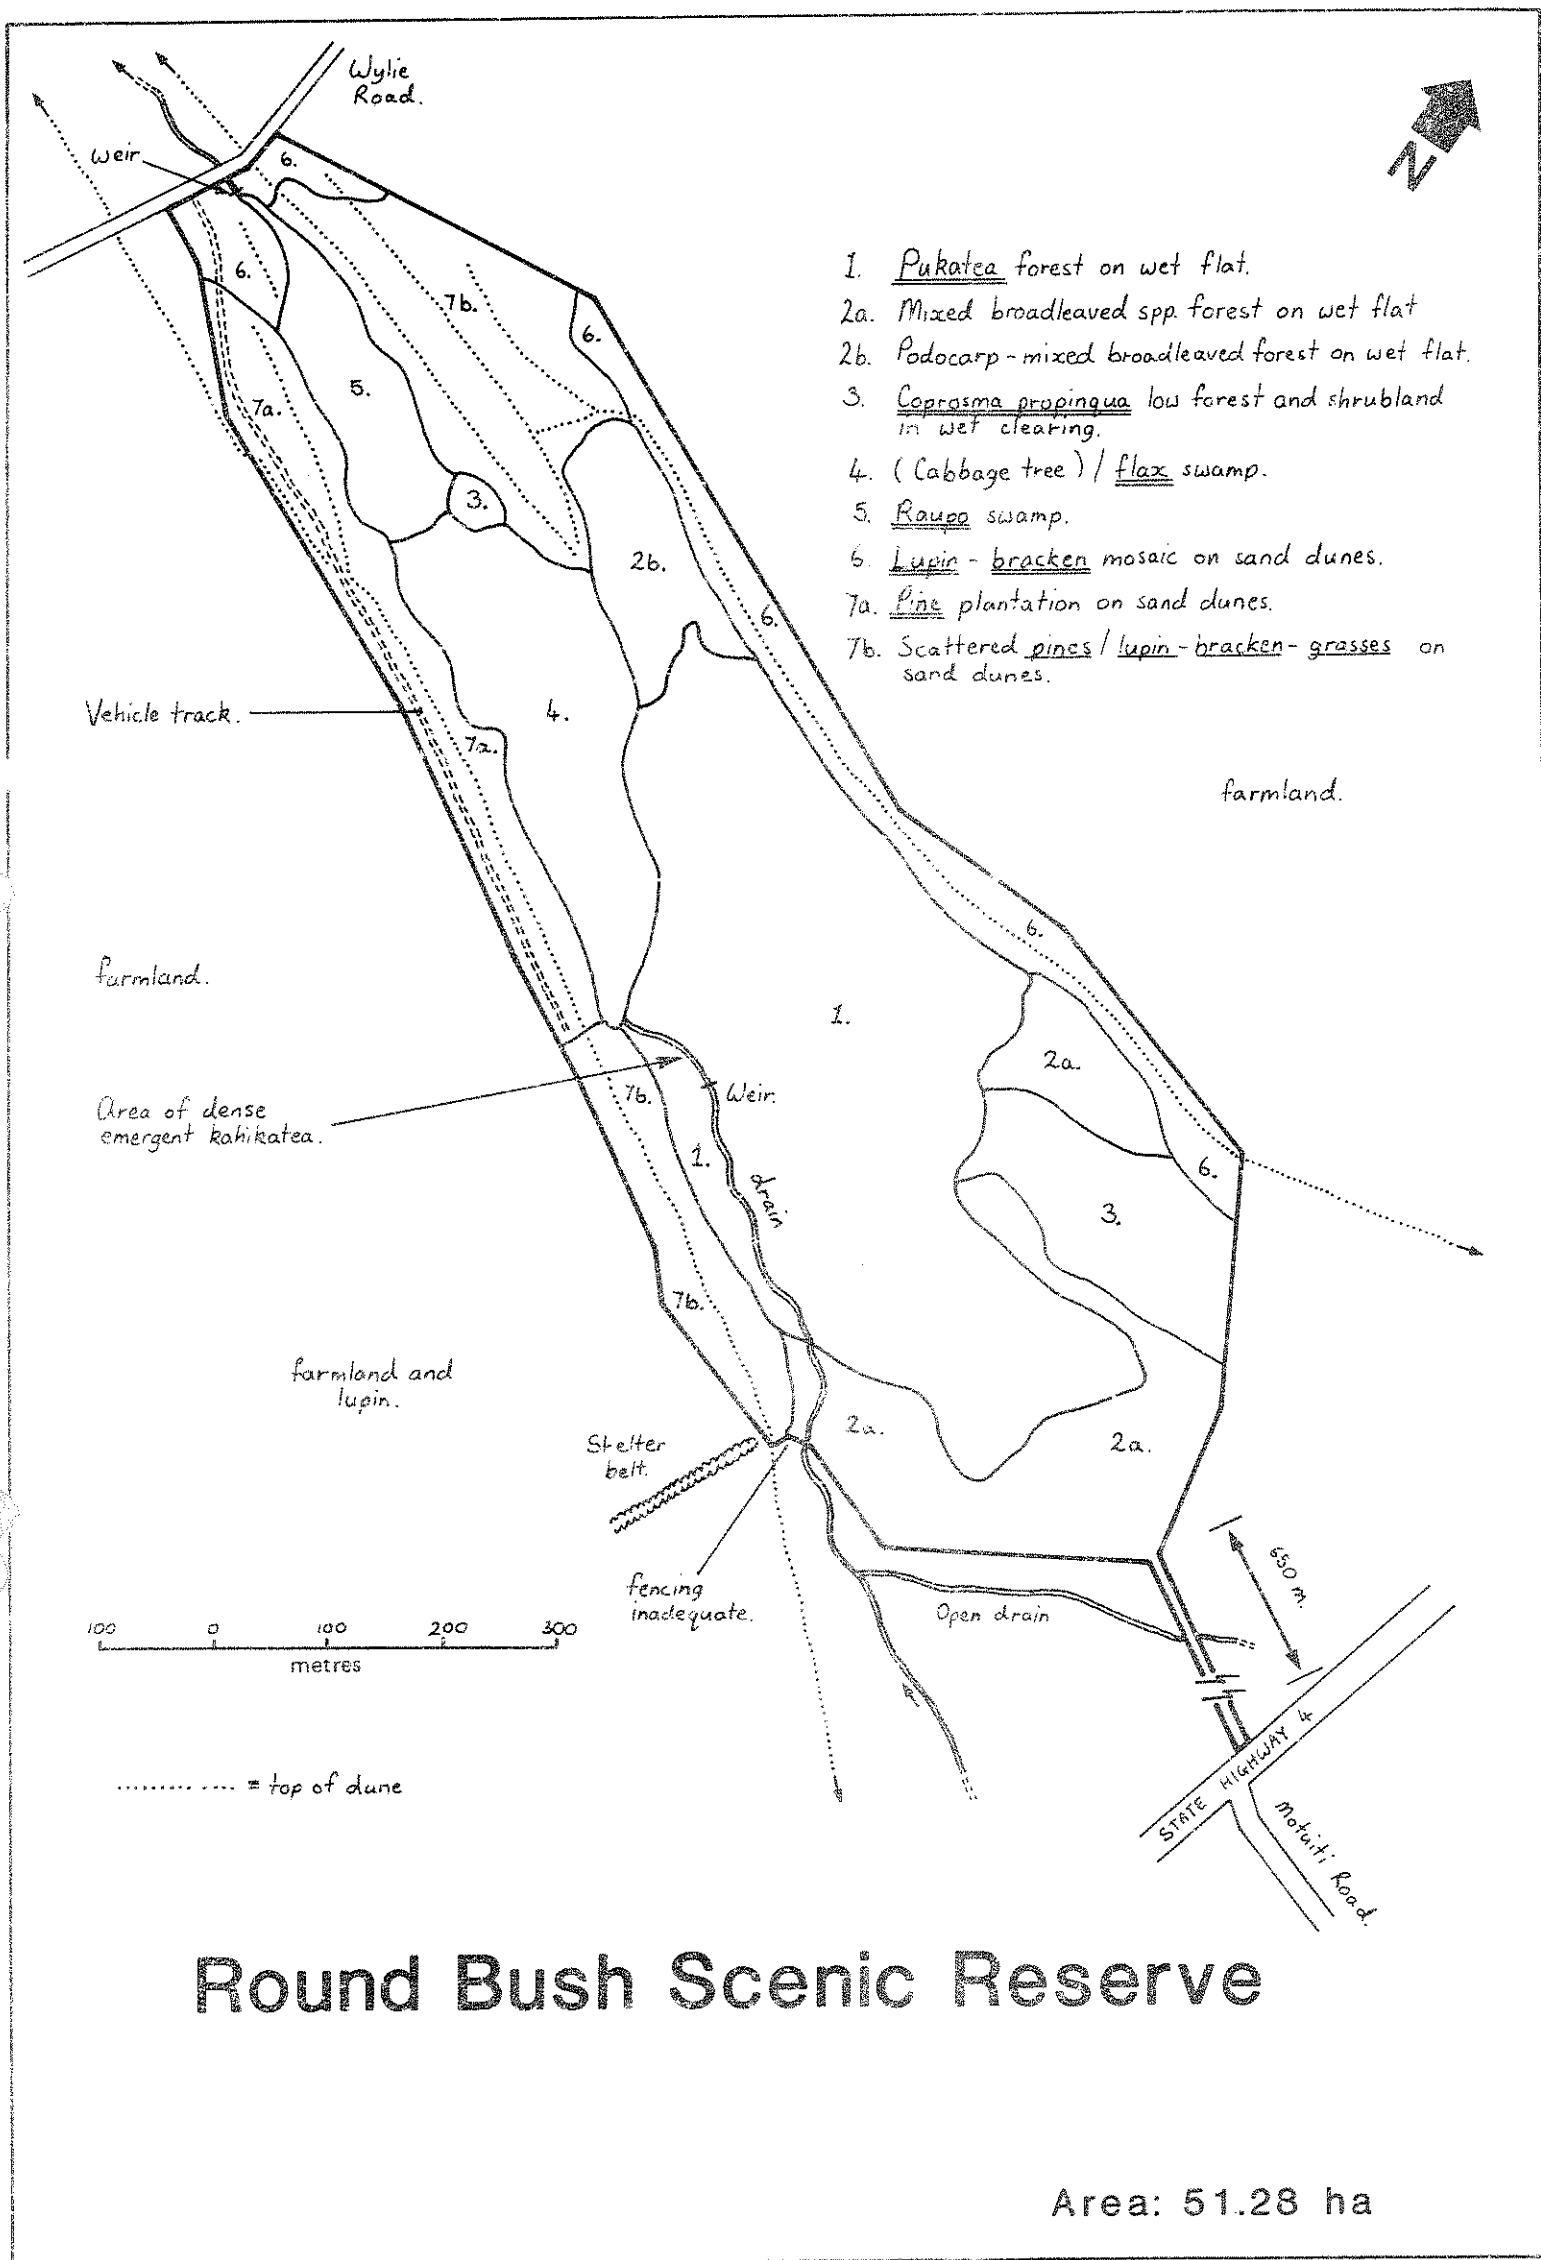 Wylie
Road.
Weir
N
6.
6.
7b.
6.
7a.
5.
3.
2b.
6.
1. Pukatea forest on wet flat.
2a. Mixed broadleaved spp. forest on wet flat
2b. Podocarp - mixed broadleaved forest on wet flat.
3. Coprosma propinqua low forest and shrubland
in wet clearing.
4. (Cabbage tree) / flax swamp.
5. Raupo swamp.
6. Lupin - bracken mosaic on sand dunes.
7a. Pine plantation on sand dunes.
7b. Scattered pines / lupin - bracken - grasses on
sand dunes.
Vehicle track.
4.
7a.
farmland.
6.
farmland.
1.
2a.
Area of dense
emergent kahikatea.
7b.
Weir.
1.
drain
6.
3.
7b.
farmland and
lupin.
2a.
2a.
Shelter
belt.
fencing
inadequate.
Open drain
680 m.
100 0 100 200 300
metres
STATE HIGHWAY 4
Motuiti Road.
= top of dune
Round Bush Scenic Reserve
Area: 51.28 ha